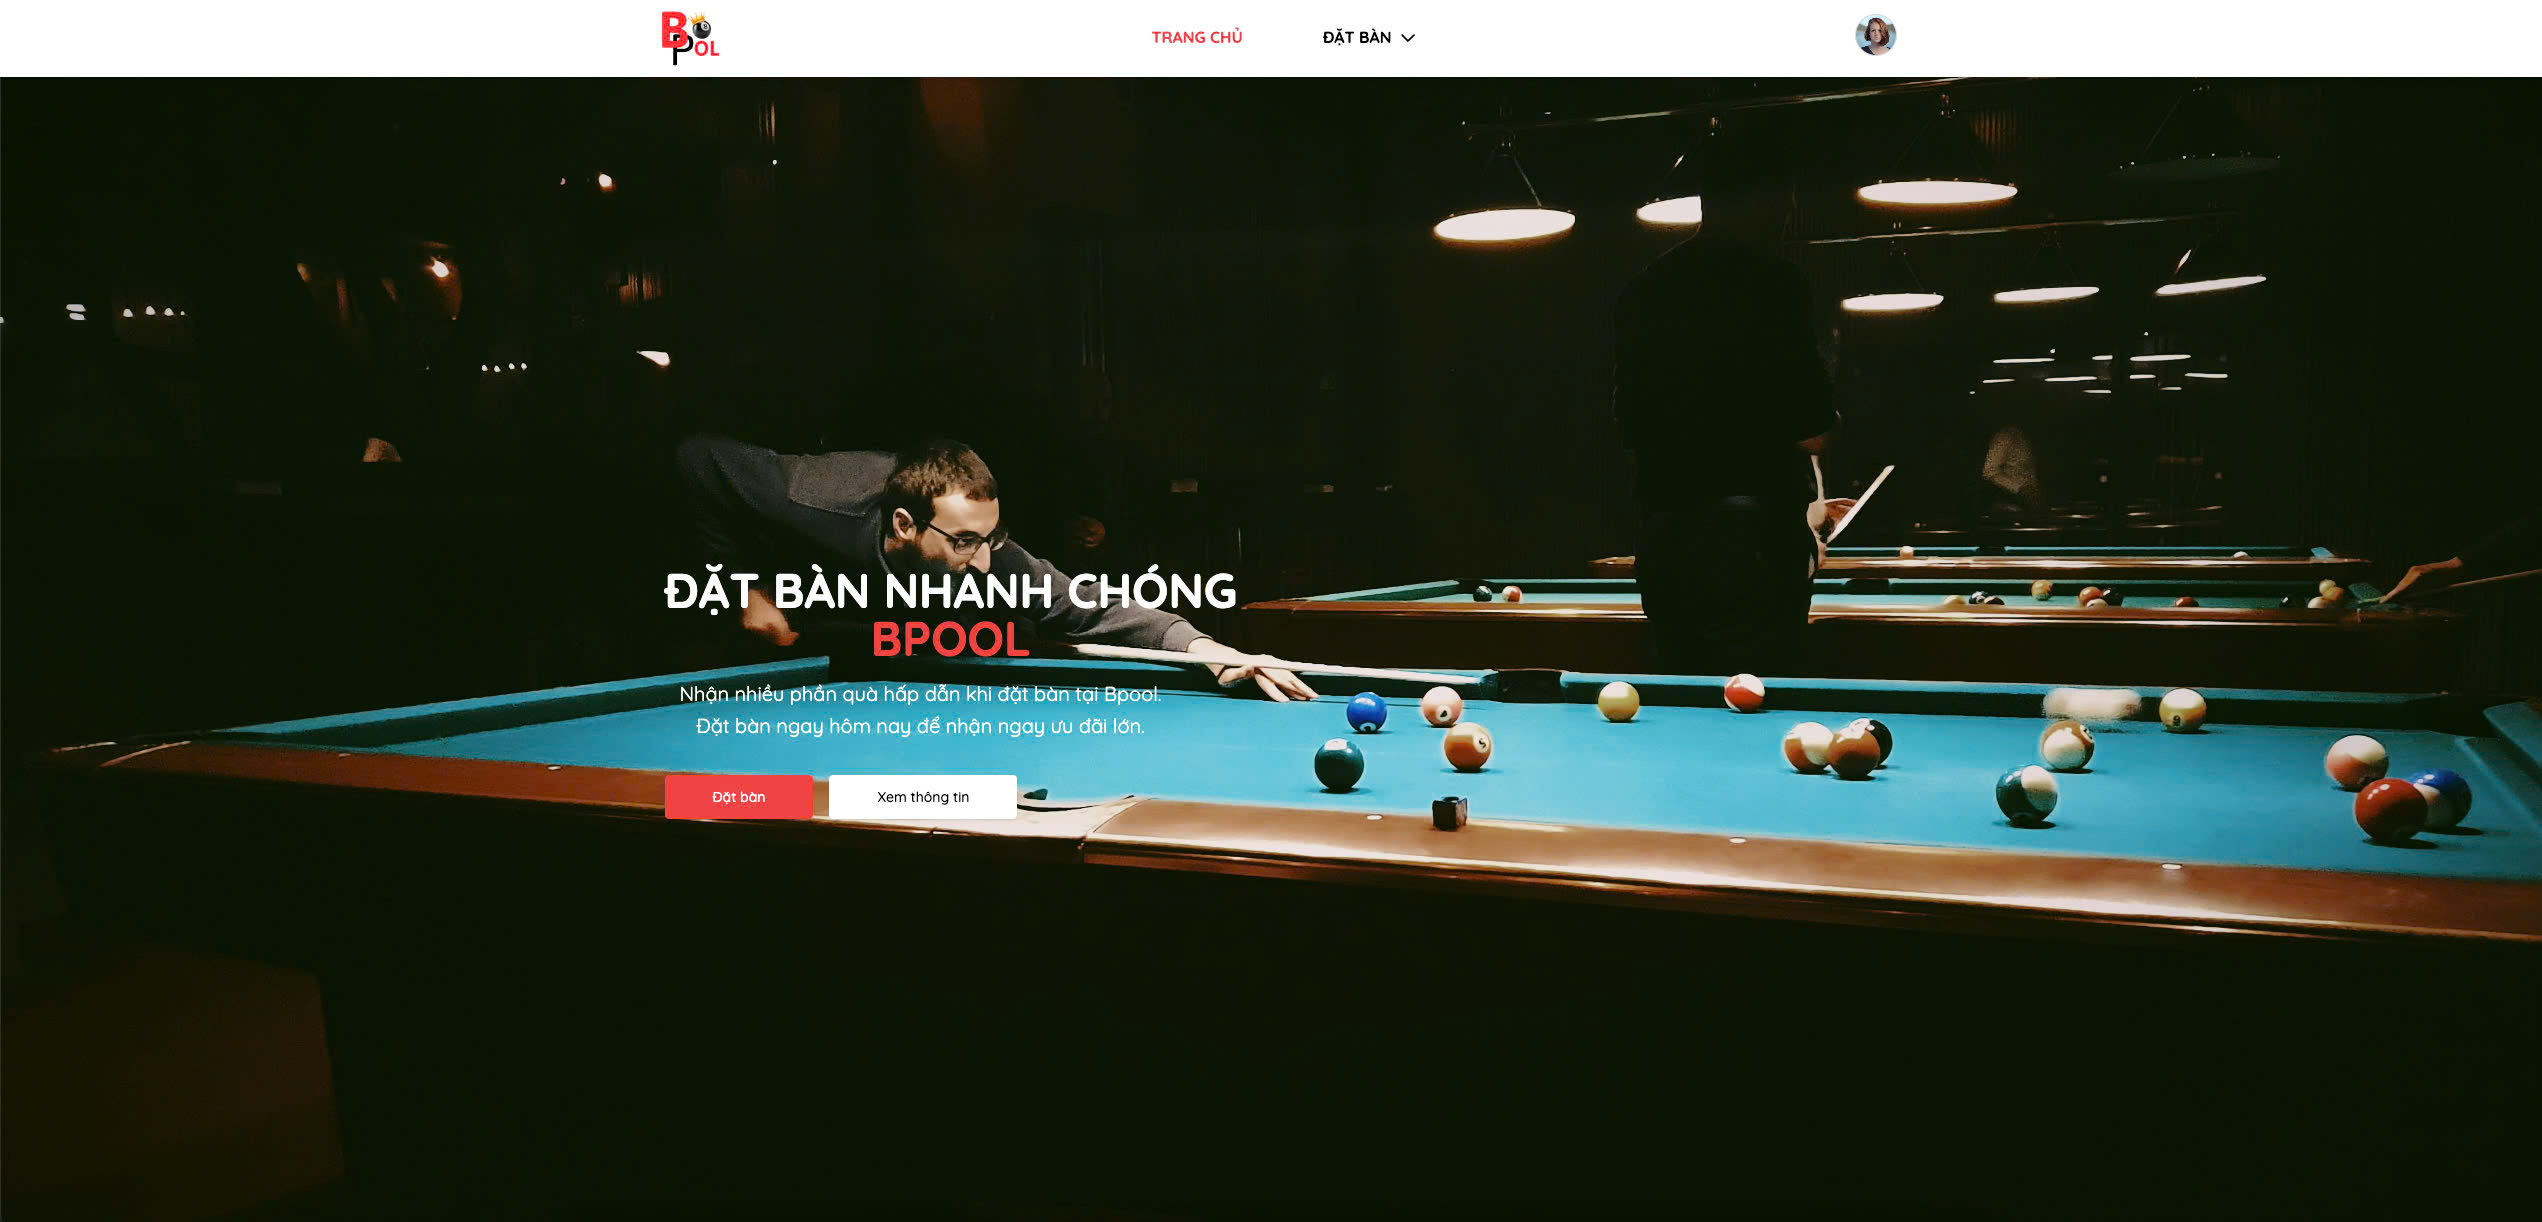 BPOOL
TRANG CHỦ
ĐẶT BÀN
ĐẶT BÀN NHANH CHÓNG
BPOOL
Nhận nhiều phần quà hấp dẫn khi đặt bàn tại Bpool.
Đặt bàn ngay hôm nay để nhận ngay ưu đãi lớn.
Đặt bàn
Xem thông tin